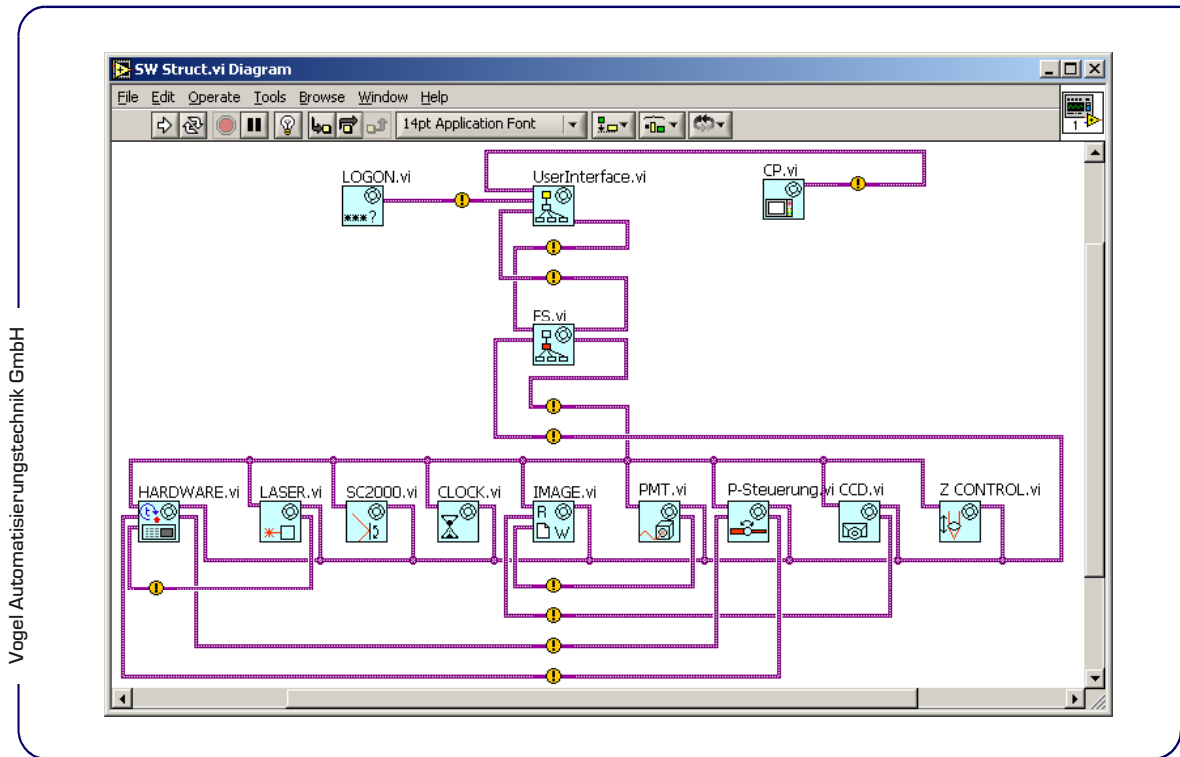 Vogel Automatisierungstechnik GmbH
SW Struct.vi Diagram
File Edit Operate Tools Browse Window Help
14pt Application Font
1
LOGON.vi
UserInterface.vi
CP.vi
***?
FS.vi
HARDWARE.vi
LASER.vi
SC2000.vi
CLOCK.vi
IMAGE.vi
PMT.vi
P-Steuerung.vi
CCD.vi
Z CONTROL.vi
t
R
W